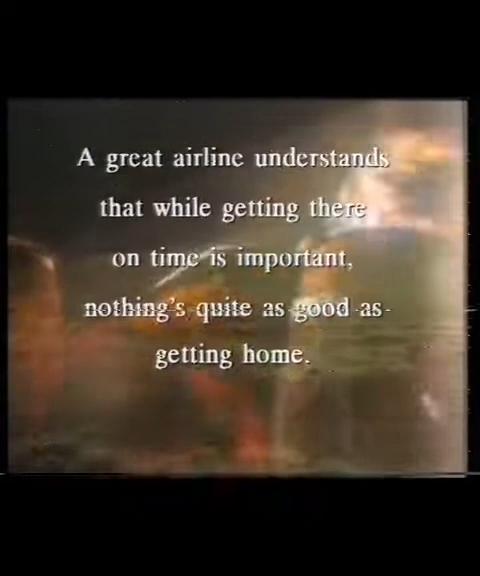 A great airline understands
that while getting there
on time is important,
nothing's quite as good as
getting home.